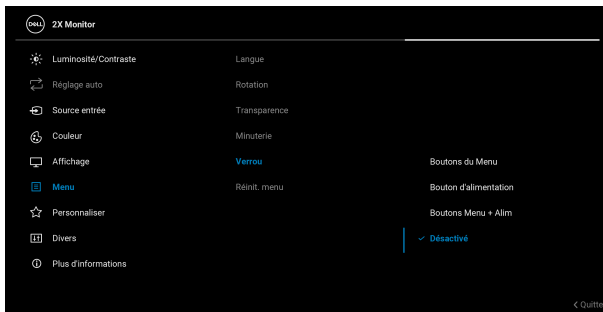 DELL 2X Monitor
Luminosité/Contraste
Langue
Réglage auto
Rotation
Source entrée
Transparence
Couleur
Minuterie
Affichage
Verrou
Boutons du Menu
Menu
Réinit. menu
Bouton d'alimentation
Personnaliser
Boutons Menu + Alim
Divers
Désactivé
Plus d'informations
< Quitte